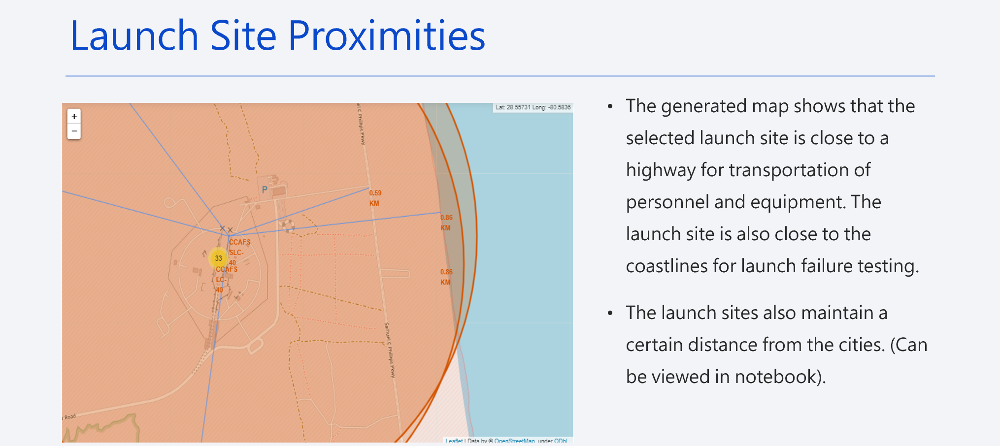 Launch Site Proximities
+
−
el C Phillips Pkwy
Lat: 28.55731 Long: -80.5836
P
0.59
KM
0.86
KM
CCAFS
SLC-
40
33
CCAFS
LC-
40
0.86
KM
Samuel C Phillips Pkwy
r Road
Leaflet | Data by © OpenStreetMap, under ODbL.
• The generated map shows that the
selected launch site is close to a
highway for transportation of
personnel and equipment. The
launch site is also close to the
coastlines for launch failure testing.
• The launch sites also maintain a
certain distance from the cities. (Can
be viewed in notebook).